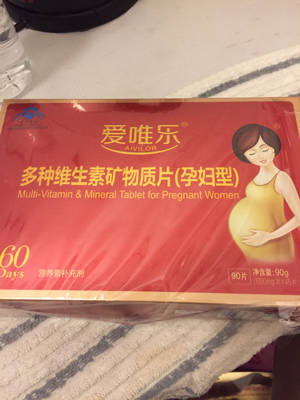 爱唯乐®
AIVILOR
多种维生素矿物质片(孕妇型)
Multi-Vitamin & Mineral Tablet for Pregnant Women
60
Days
营养素补充剂
90片
净含量:90g